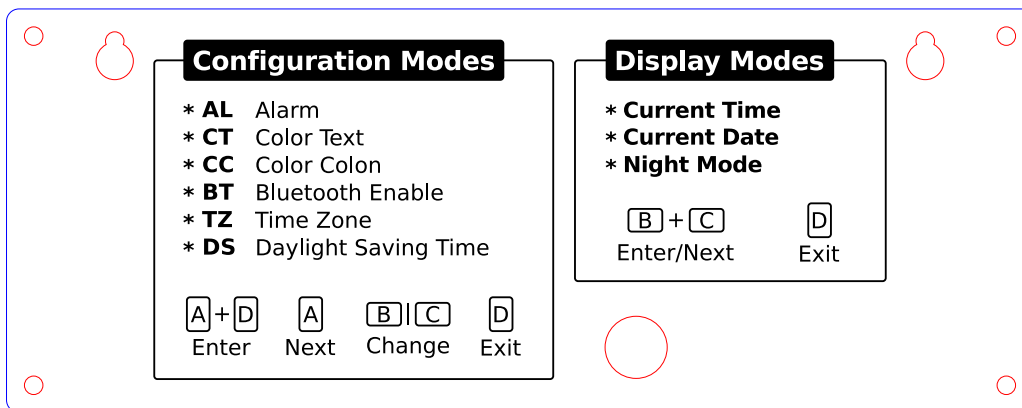 Configuration Modes
* AL Alarm
* CT Color Text
* CC Color Colon
* BT Bluetooth Enable
* TZ Time Zone
* DS Daylight Saving Time
A + D A B | C D
Enter Next Change Exit
Display Modes
* Current Time
* Current Date
* Night Mode
B + C D
Enter/Next Exit